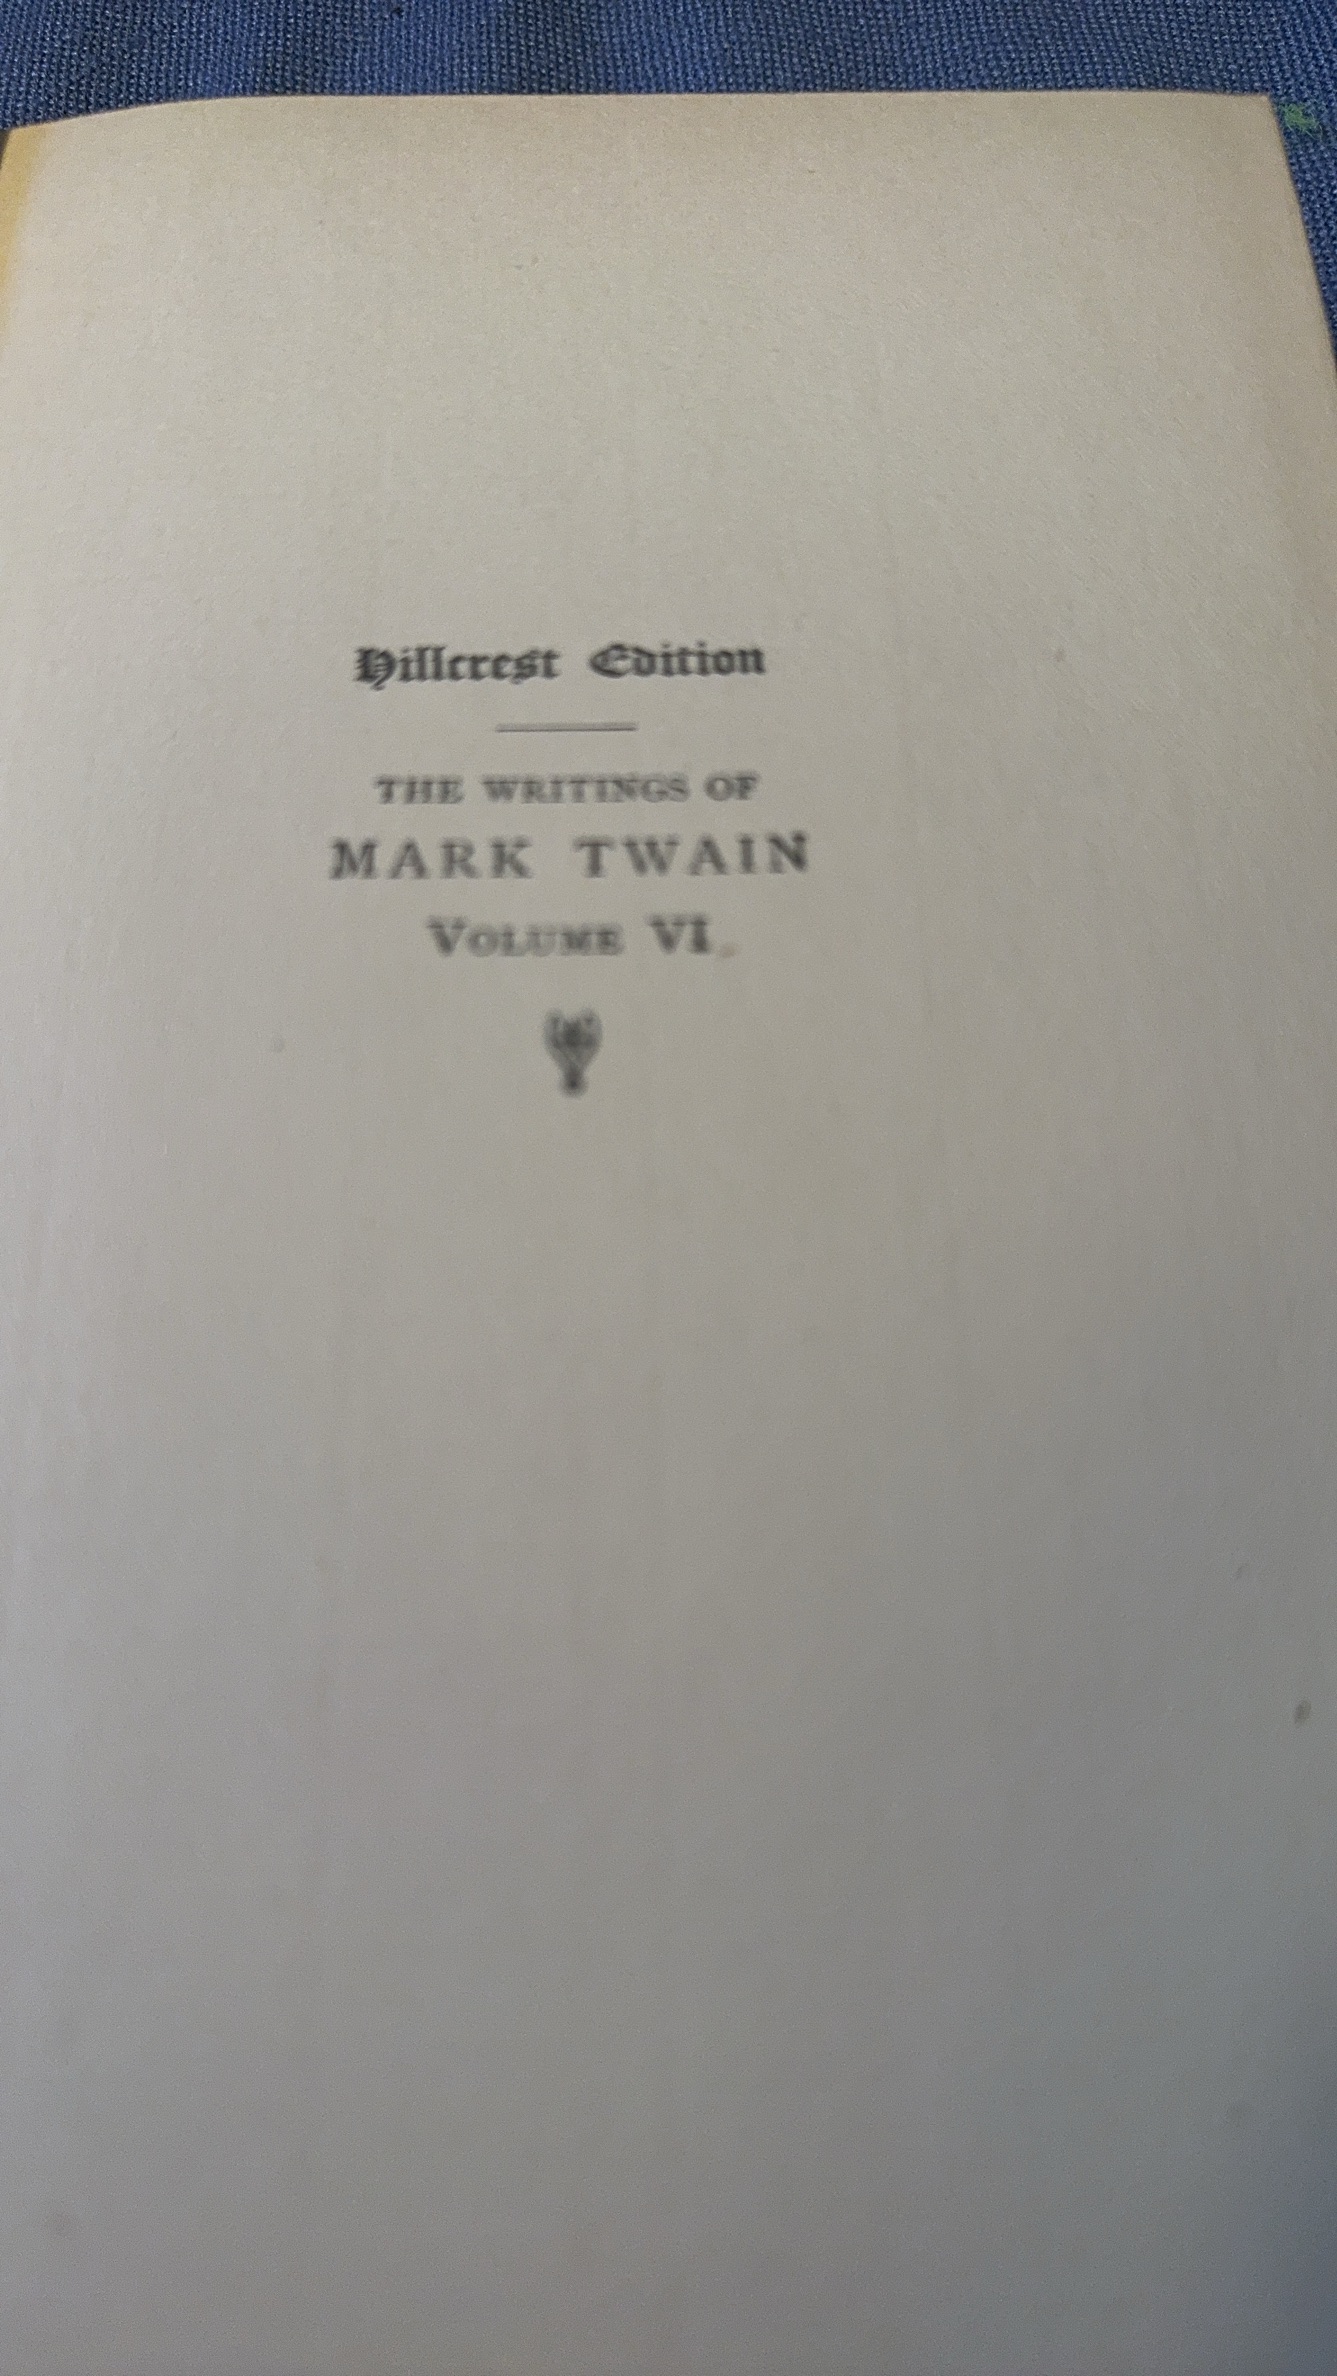 Hillcrest Edition
THE WRITINGS OF
MARK TWAIN
VOLUME VI.